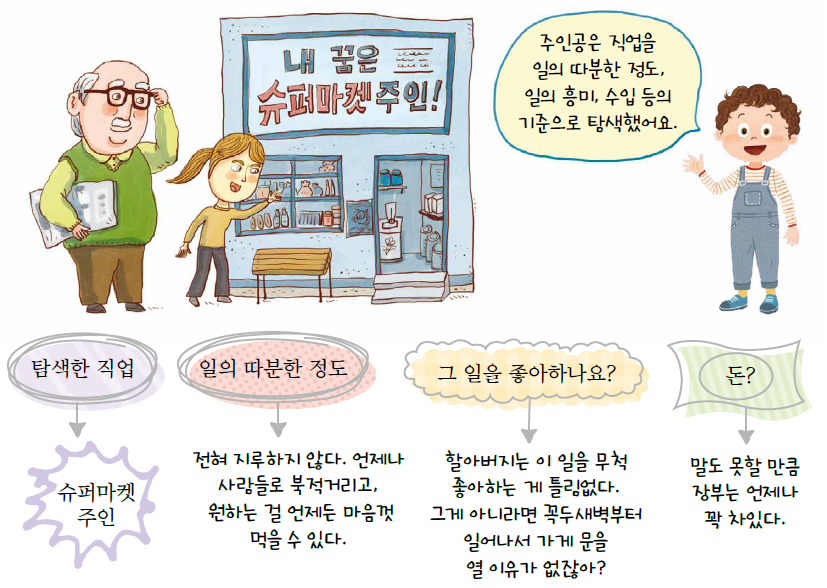 내 꿈은
슈퍼마켓 주인!
주인공은 직업을
일의 따분한 정도,
일의 흥미, 수입 등의
기준으로 탐색했어요.
탐색한 직업
일의 따분한 정도
그 일을 좋아하나요?
돈?
슈퍼마켓
주인
전혀 지루하지 않다. 언제나
사람들로 북적거리고,
원하는 걸 언제든 마음껏
먹을 수 있다.
할아버지는 이 일을 무척
좋아하는 게 틀림없다.
그게 아니라면 꼭두새벽부터
일어나서 가게 문을
열 이유가 없잖아?
말도 못할 만큼
장부는 언제나
꽉 차있다.